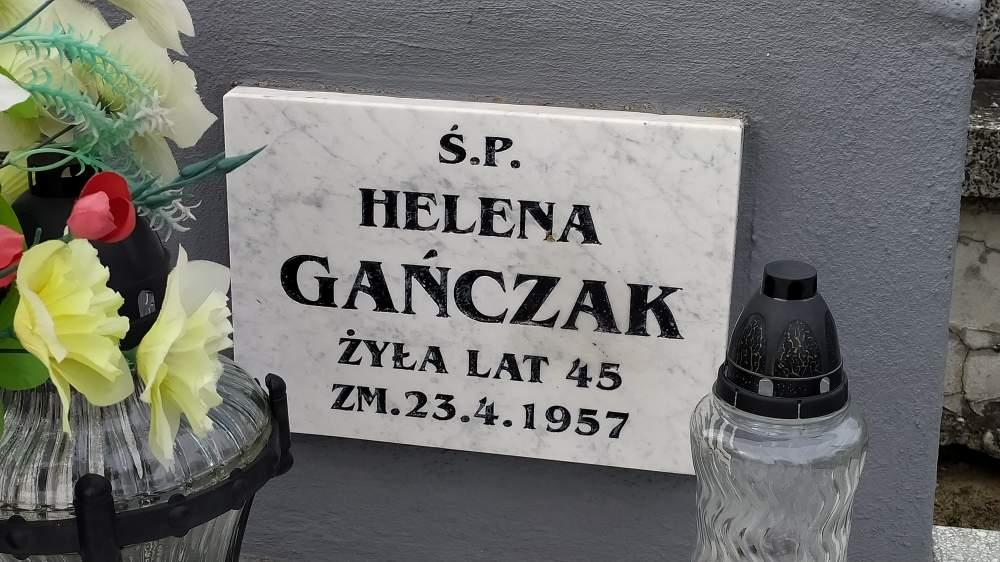 Ś.P.
HELENA
GAŃCZAK
ŻYŁA LAT 45
ZM.23.4.1957